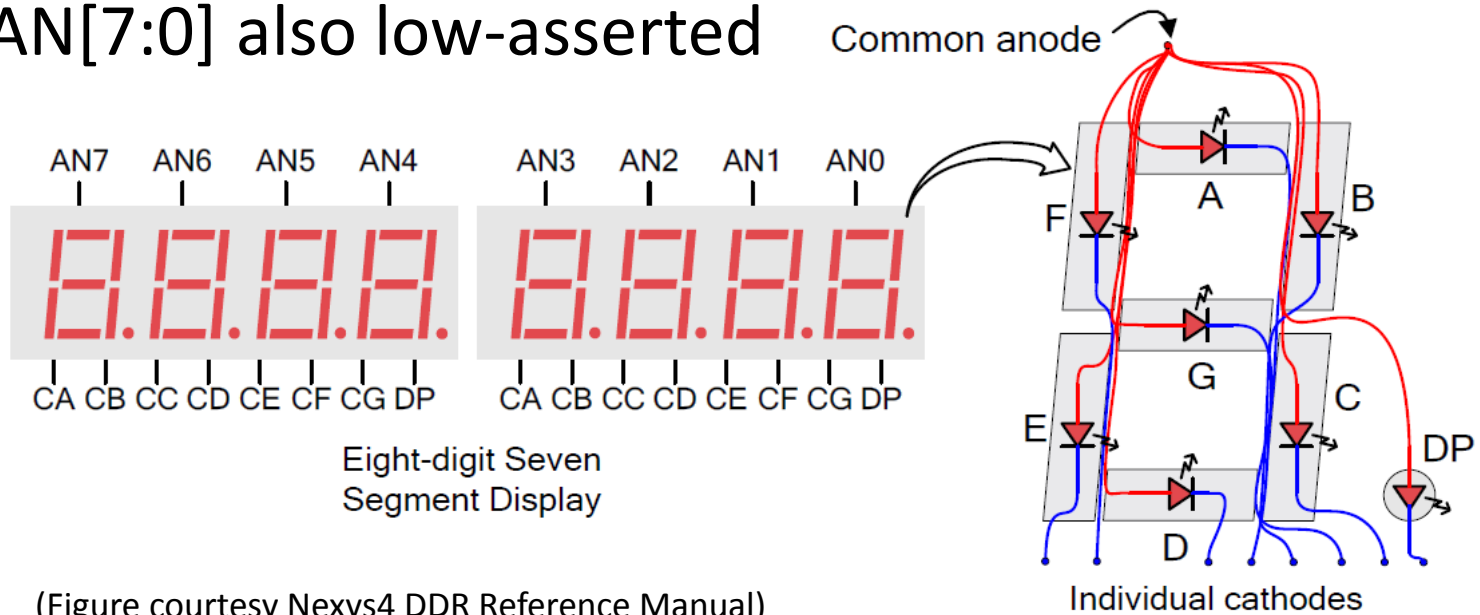 AN[7:0] also low-asserted
Common anode
AN7 AN6 AN5 AN4 AN3 AN2 AN1 AN0
CA CB CC CD CE CF CG DP CA CB CC CD CE CF CG DP
Eight-digit Seven
Segment Display
A
F B
G
E C
DP
D
Individual cathodes
(Figure courtesy Nexys4 DDR Reference Manual)